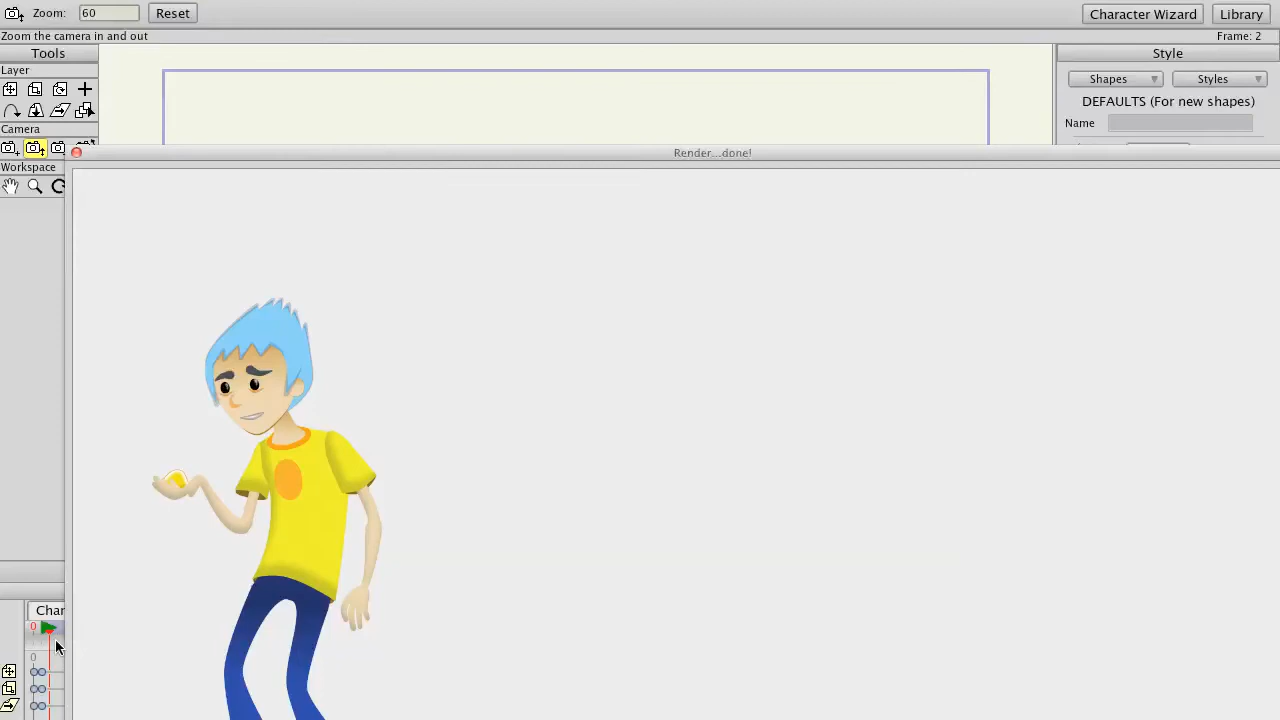 Zoom: 60 Reset Character Wizard Library
Zoom the camera in and out Frame: 2
Tools Style
Layer
Shapes Styles
DEFAULTS (For new shapes)
Name
Camera
Render...done!
Workspace
Char
0
0